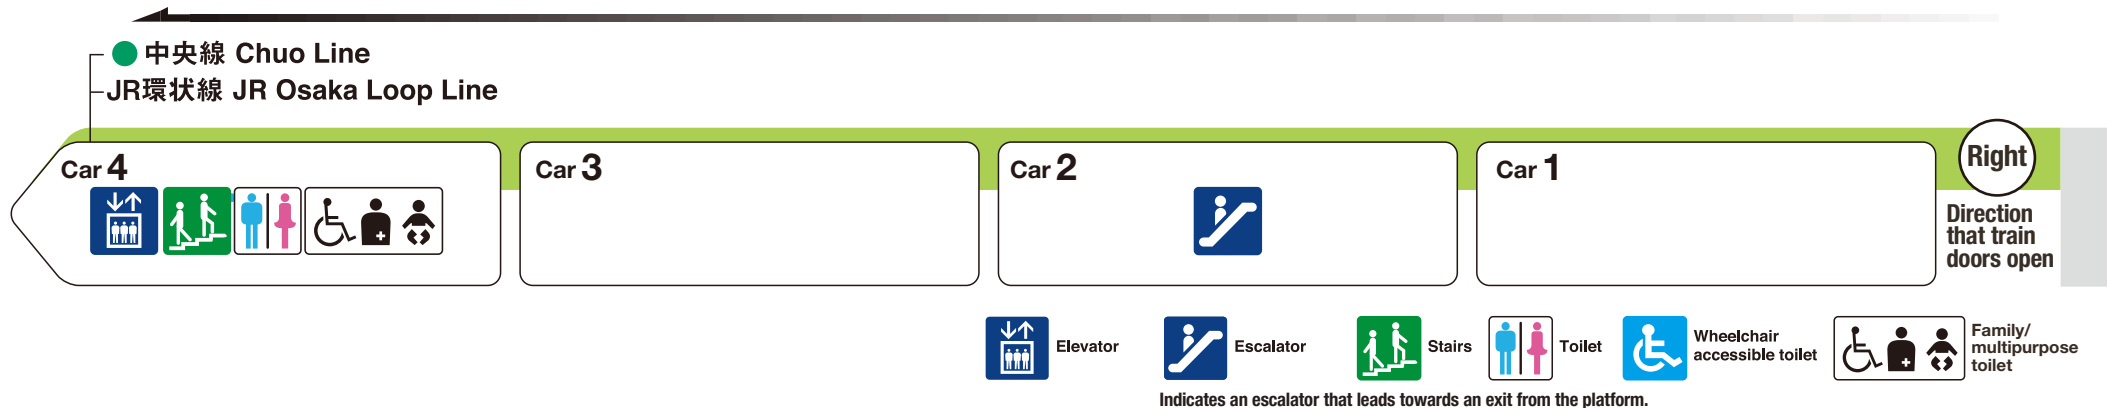 中央線 Chuo Line
JR環状線 JR Osaka Loop Line
Car 4
Car 3
Car 2
Car 1
Right
Direction
that train
doors open
Elevator
Escalator
Stairs
Toilet
Wheelchair
accessible toilet
Family/
multipurpose
toilet
Indicates an escalator that leads towards an exit from the platform.